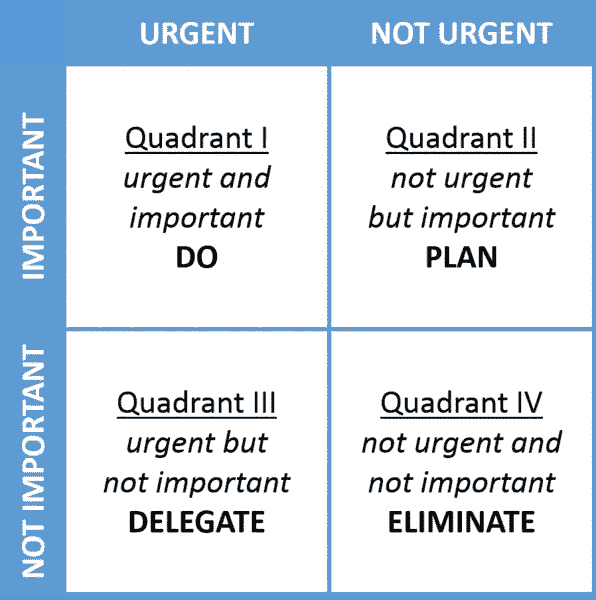 URGENT
NOT URGENT
IMPORTANT
Quadrant I
urgent and
important
DO
Quadrant II
not urgent
but important
PLAN
NOT IMPORTANT
Quadrant III
urgent but
not important
DELEGATE
Quadrant IV
not urgent and
not important
ELIMINATE